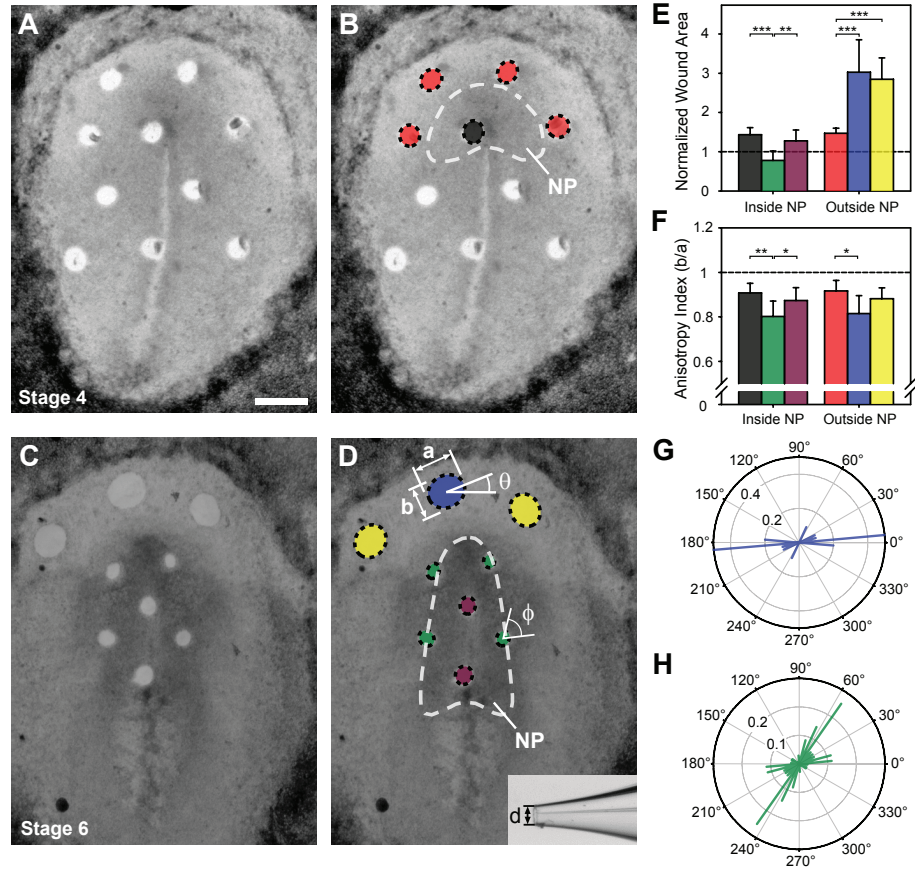 A
Stage 4
B
NP
C
Stage 6
D
a
b
θ
ϕ
NP
d
E
Normalized Wound Area
4
3
2
1
0
*** ** *** ***
Inside NP Outside NP
F
Anisotropy Index (b/a)
1.2
1
0.8
0.6
0
** * *
Inside NP Outside NP
G
90°
120° 60°
150° 30°
0.4
0.2
180° 0°
210° 330°
240° 300°
270°
H
90°
120° 60°
150° 30°
0.2
0.1
180° 0°
210° 330°
240° 300°
270°